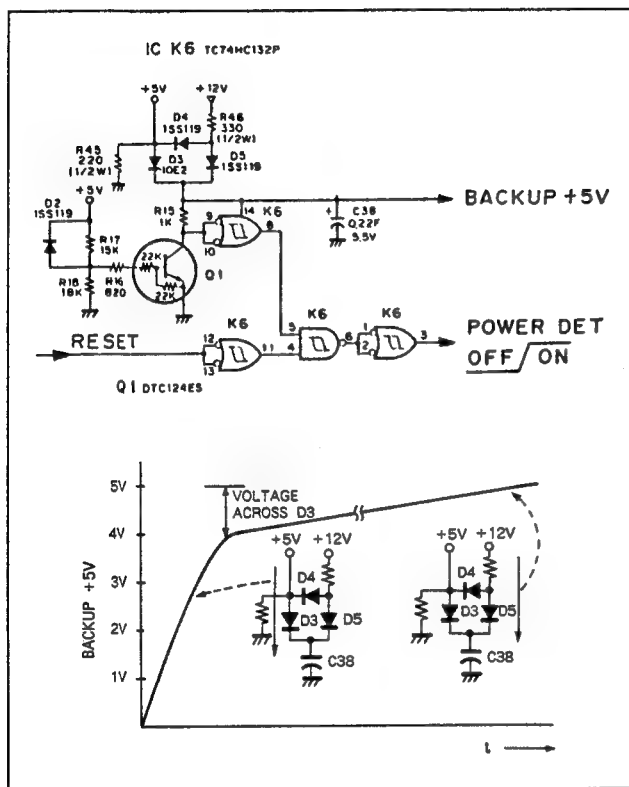 IC K6 TC74HC132P
+5V +12V
D4
1SS119
R46
330
(1/2W)
R45
220
(1/2W)
D3
10E2
D5
1SS119
+5V
D2
1SS119
R17
15K
R15
1K
9
10
14
K6
8
+
C38
0.22F
5.5V
BACKUP +5V
R18
18K
R16
820
22K
22K
Q1
RESET
12
13
K6
11
5
4
K6
6
1
2
K6
3
POWER DET
OFF/ON
Q1 DTC124ES
5V
4V
3V
2V
1V
BACKUP +5V
VOLTAGE
ACROSS D3
+5V +12V
D4
D3 D5
C38
+5V +12V
D4
D3 D5
C38
t